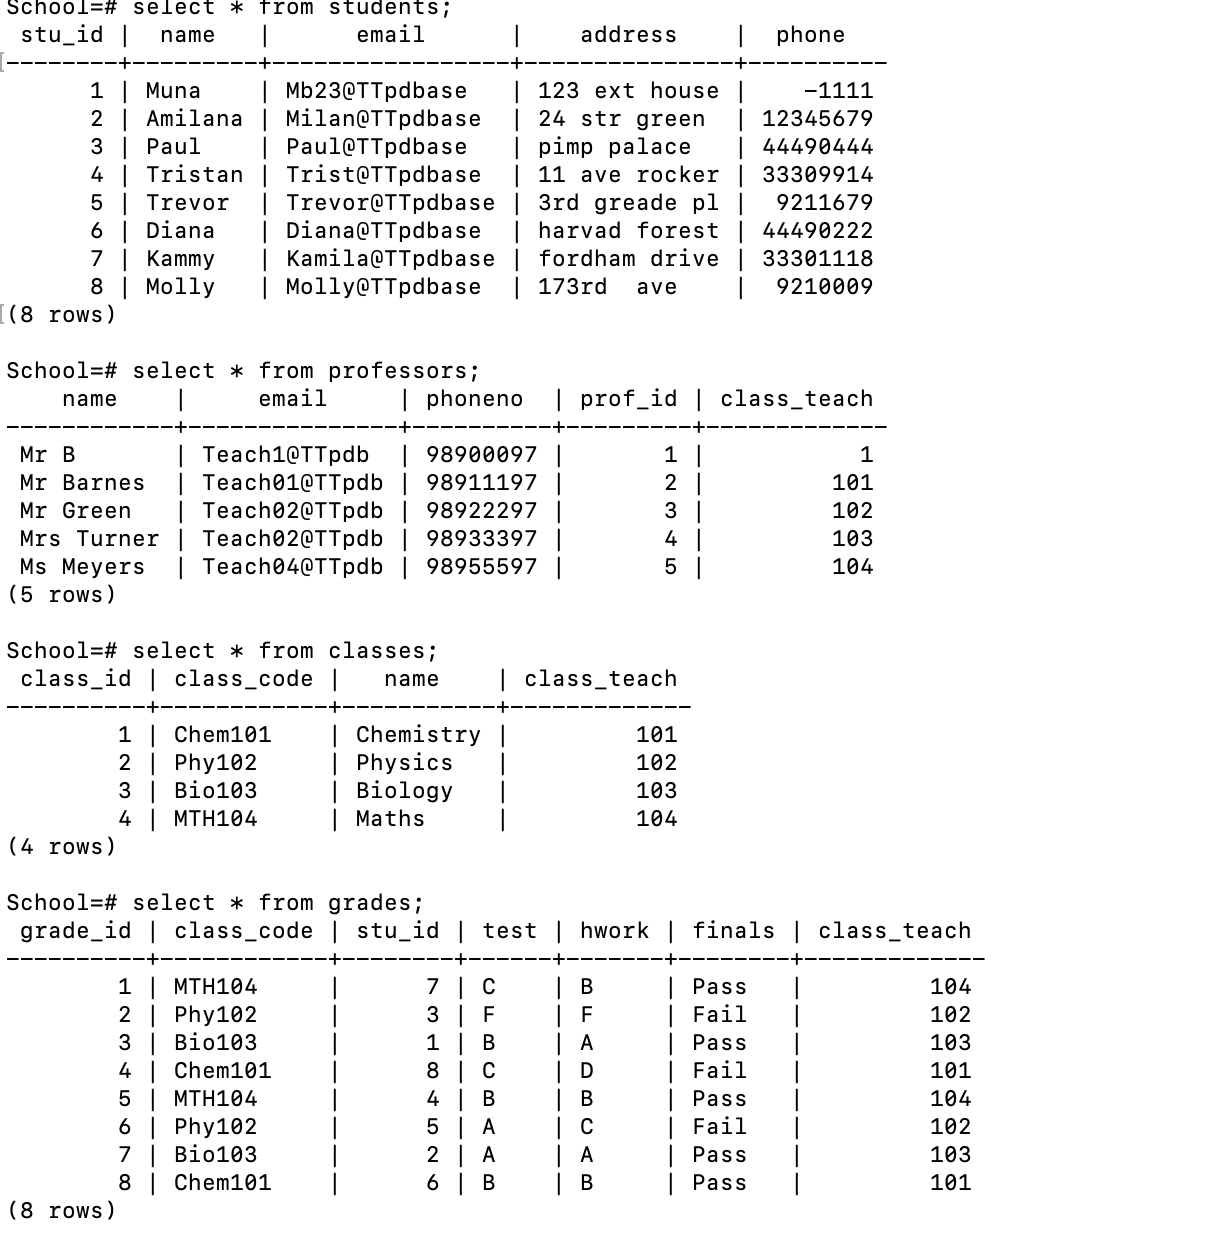 School=# select * from students;
 stu_id |  name   |      email      |    address    |  phone
--------+---------+-----------------+---------------+----------
      1 | Muna    | Mb23@TTpdbase   | 123 ext house |    -1111
      2 | Amilana | Milan@TTpdbase  | 24 str green  | 12345679
      3 | Paul    | Paul@TTpdbase   | pimp palace   | 44490444
      4 | Tristan | Trist@TTpdbase  | 11 ave rocker | 33309914
      5 | Trevor  | Trevor@TTpdbase | 3rd greade pl |  9211679
      6 | Diana   | Diana@TTpdbase  | harvad forest | 44490222
      7 | Kammy   | Kamila@TTpdbase | fordham drive | 33301118
      8 | Molly   | Molly@TTpdbase  | 173rd  ave    |  9210009
(8 rows)

School=# select * from professors;
    name    |     email     | phoneno  | prof_id | class_teach
------------+---------------+----------+---------+-------------
 Mr B       | Teach1@TTpdb  | 98900097 |       1 |           1
 Mr Barnes  | Teach01@TTpdb | 98911197 |       2 |         101
 Mr Green   | Teach02@TTpdb | 98922297 |       3 |         102
 Mrs Turner | Teach02@TTpdb | 98933397 |       4 |         103
 Ms Meyers  | Teach04@TTpdb | 98955597 |       5 |         104
(5 rows)

School=# select * from classes;
 class_id | class_code |   name    | class_teach
----------+------------+-----------+-------------
        1 | Chem101    | Chemistry |         101
        2 | Phy102     | Physics   |         102
        3 | Bio103     | Biology   |         103
        4 | MTH104     | Maths     |         104
(4 rows)

School=# select * from grades;
 grade_id | class_code | stu_id | test | hwork | finals | class_teach
----------+------------+--------+------+-------+--------+-------------
        1 | MTH104     |      7 | C    | B     | Pass   |         104
        2 | Phy102     |      3 | F    | F     | Fail   |         102
        3 | Bio103     |      1 | B    | A     | Pass   |         103
        4 | Chem101    |      8 | C    | D     | Fail   |         101
        5 | MTH104     |      4 | B    | B     | Pass   |         104
        6 | Phy102     |      5 | A    | C     | Fail   |         102
        7 | Bio103     |      2 | A    | A     | Pass   |         103
        8 | Chem101    |      6 | B    | B     | Pass   |         101
(8 rows)